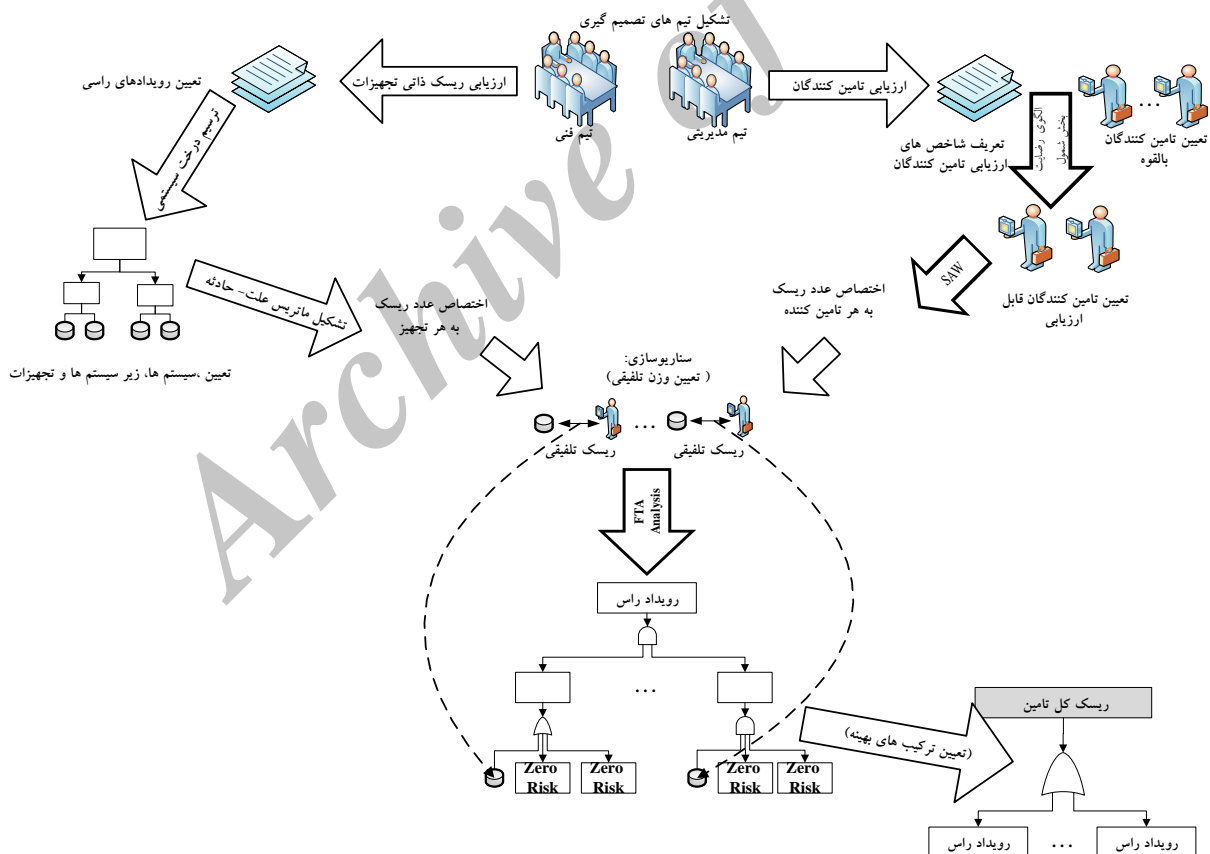 تشکیل تیم های تصمیم گیری
تیم فنی
تیم مدیریتی
ارزیابی تامین کنندگان
ارزیابی ریسک ذاتی تجهیزات
تعیین رویدادهای راسی
تعریف شاخص های
ارزیابی تامین کنندگان
تعیین تامین کنندگان
بالقوه
...
الگوی رضایت
بخش شمول
ترسیم درخت سیستمی
تعیین تامین کنندگان قابل
ارزیابی
SAW
اختصاص عدد ریسک
به هر تامین کننده
تشکیل ماتریس علت- حادثه
اختصاص عدد ریسک
به هر تجهیز
تعیین ،سیستم ها، زیر سیستم ها و تجهیزات
سناریوسازی:
( تعیین وزن تلفیقی)
...
ریسک تلفیقی
ریسک تلفیقی
FTA
Analysis
رویداد راس
...
Zero
Risk
Zero
Risk
Zero
Risk
Zero
Risk
(تعیین ترکیب های بهینه)
ریسک کل تامین
رویداد راس
...
رویداد راس
Archive of